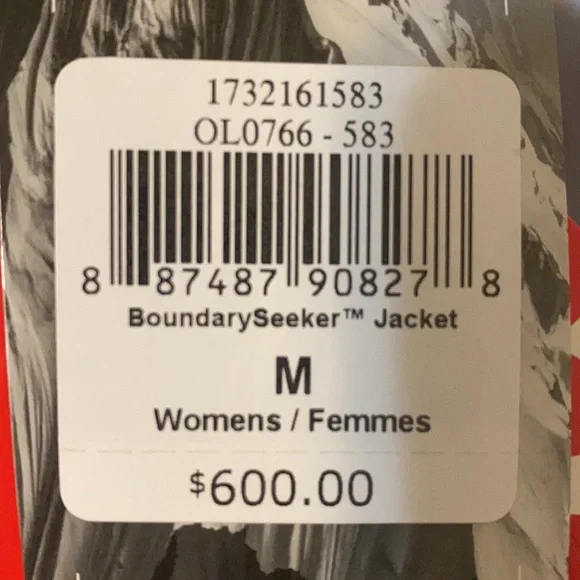 1732161583
OL0766 - 583
8 87487 90827 8
BoundarySeeker™ Jacket
M
Womens / Femmes
$600.00